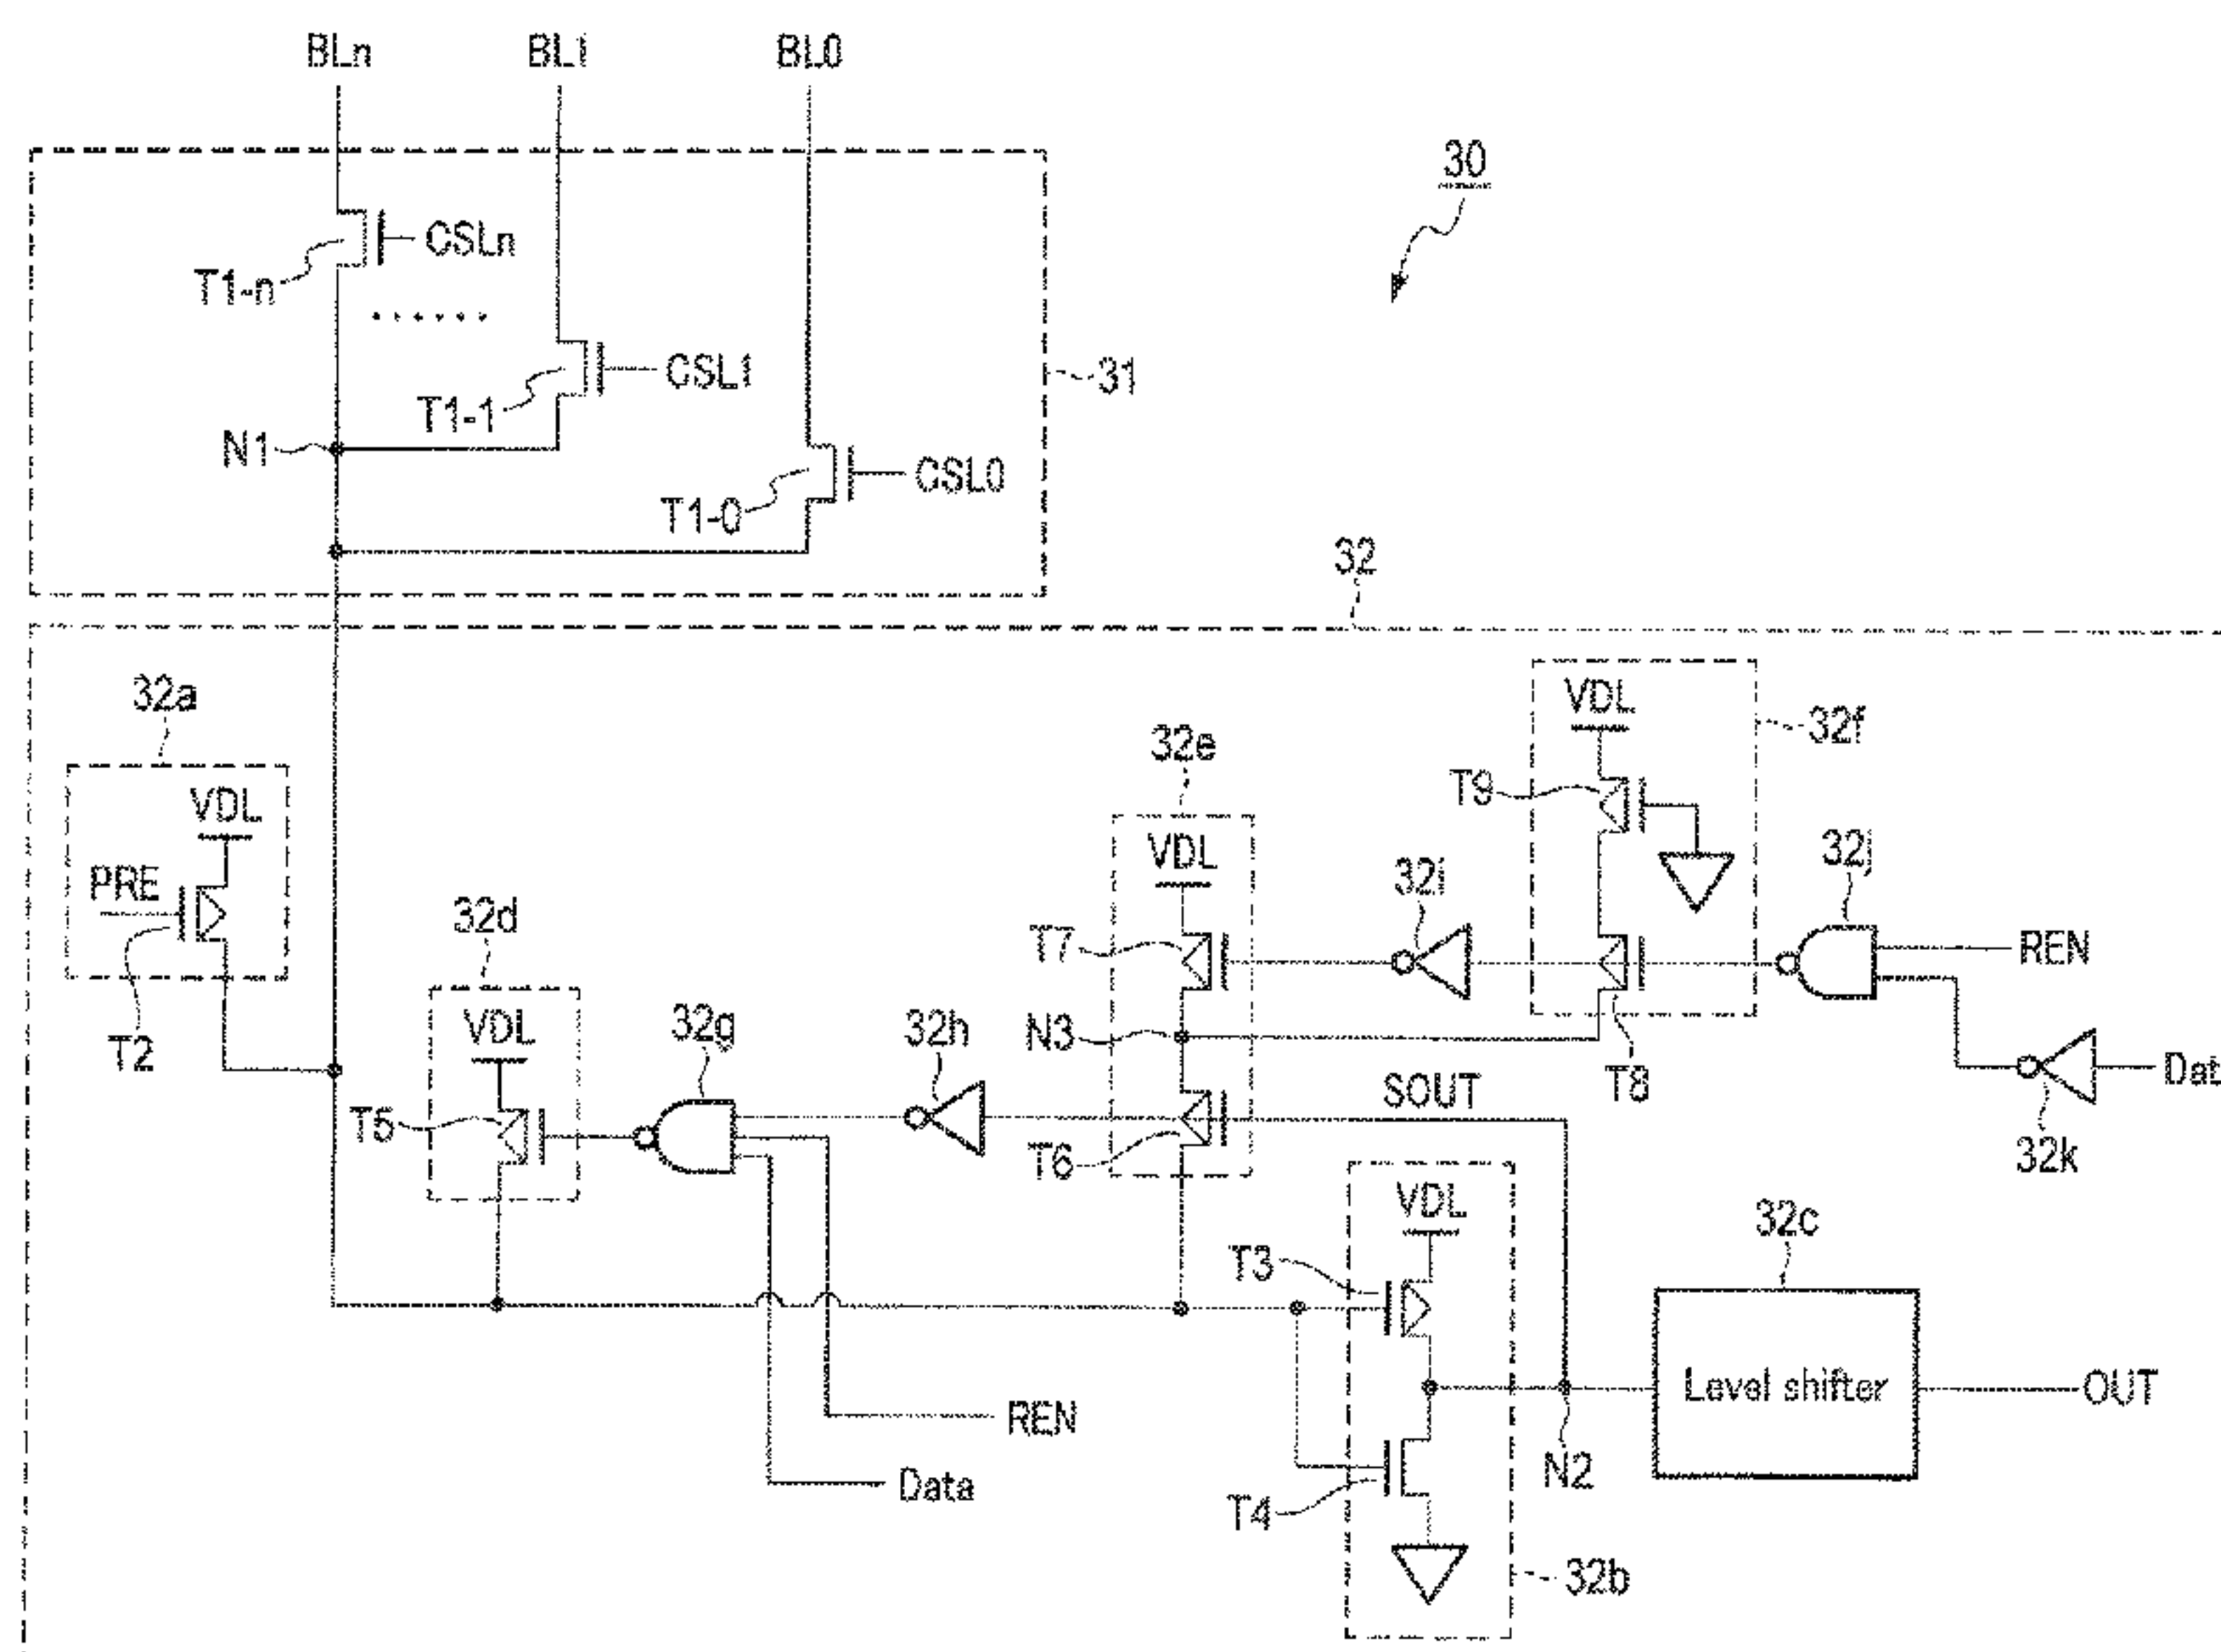 BLn BL1 BL0
30
CSLn
T1-n
CSL1
31
T1-1
N1
CSL0
T1-0
32
32a
VDL
32f
32e
T9
VDL
VDL
32j
PRE
32i
32d
T7
REN
VDL
32g
32h
N3
T2
T8
Dat
SOUT
T5
T6
32k
VDL
32c
T3
Level shifter
OUT
REN
Data
N2
T4
32b